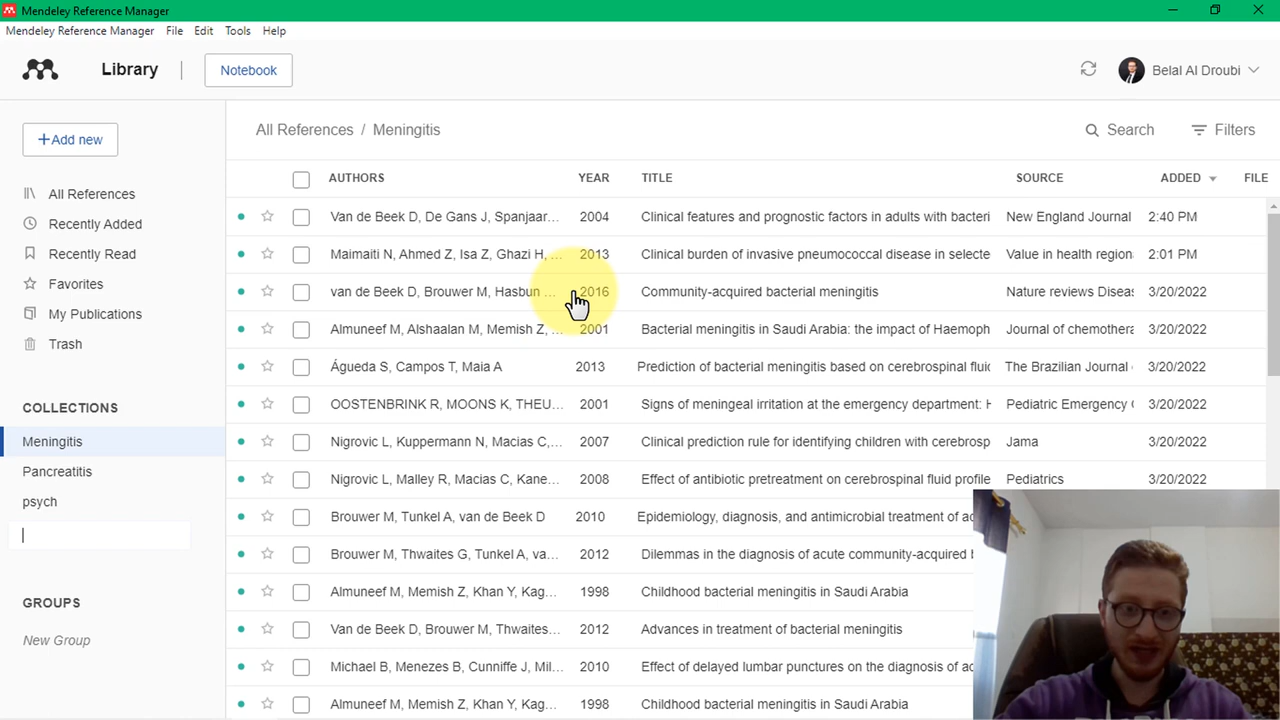 Mendeley Reference Manager
Mendeley Reference Manager File Edit Tools Help
Library
Notebook
Belal Al Droubi
+Add new
All References / Meningitis
Search
Filters
All References
Recently Added
Recently Read
Favorites
My Publications
Trash
COLLECTIONS
Meningitis
Pancreatitis
psych
GROUPS
New Group
AUTHORS YEAR TITLE SOURCE ADDED FILE
Van de Beek D, De Gans J, Spanjaar... 2004 Clinical features and prognostic factors in adults with bacteri New England Journal 2:40 PM
Maimaiti N, Ahmed Z, Isa Z, Ghazi H, ... 2013 Clinical burden of invasive pneumococcal disease in selecte Value in health region 2:01 PM
van de Beek D, Brouwer M, Hasbun ... 2016 Community-acquired bacterial meningitis Nature reviews Diseas 3/20/2022
Almuneef M, Alshaalan M, Memish Z, ... 2001 Bacterial meningitis in Saudi Arabia: the impact of Haemoph Journal of chemothera 3/20/2022
Águeda S, Campos T, Maia A 2013 Prediction of bacterial meningitis based on cerebrospinal fluid The Brazilian Journal 3/20/2022
OOSTENBRINK R, MOONS K, THEU... 2001 Signs of meningeal irritation at the emergency department: H Pediatric Emergency C 3/20/2022
Nigrovic L, Kuppermann N, Macias C,... 2007 Clinical prediction rule for identifying children with cerebrosp Jama 3/20/2022
Nigrovic L, Malley R, Macias C, Kane... 2008 Effect of antibiotic pretreatment on cerebrospinal fluid profile Pediatrics 3/20/2022
Brouwer M, Tunkel A, van de Beek D 2010 Epidemiology, diagnosis, and antimicrobial treatment of ac
Brouwer M, Thwaites G, Tunkel A, va... 2012 Dilemmas in the diagnosis of acute community-acquired b
Almuneef M, Memish Z, Khan Y, Kag... 1998 Childhood bacterial meningitis in Saudi Arabia
Van de Beek D, Brouwer M, Thwaites... 2012 Advances in treatment of bacterial meningitis
Michael B, Menezes B, Cunniffe J, Mil... 2010 Effect of delayed lumbar punctures on the diagnosis of ac
Almuneef M, Memish Z, Khan Y, Kag... 1998 Childhood bacterial meningitis in Saudi Arabia